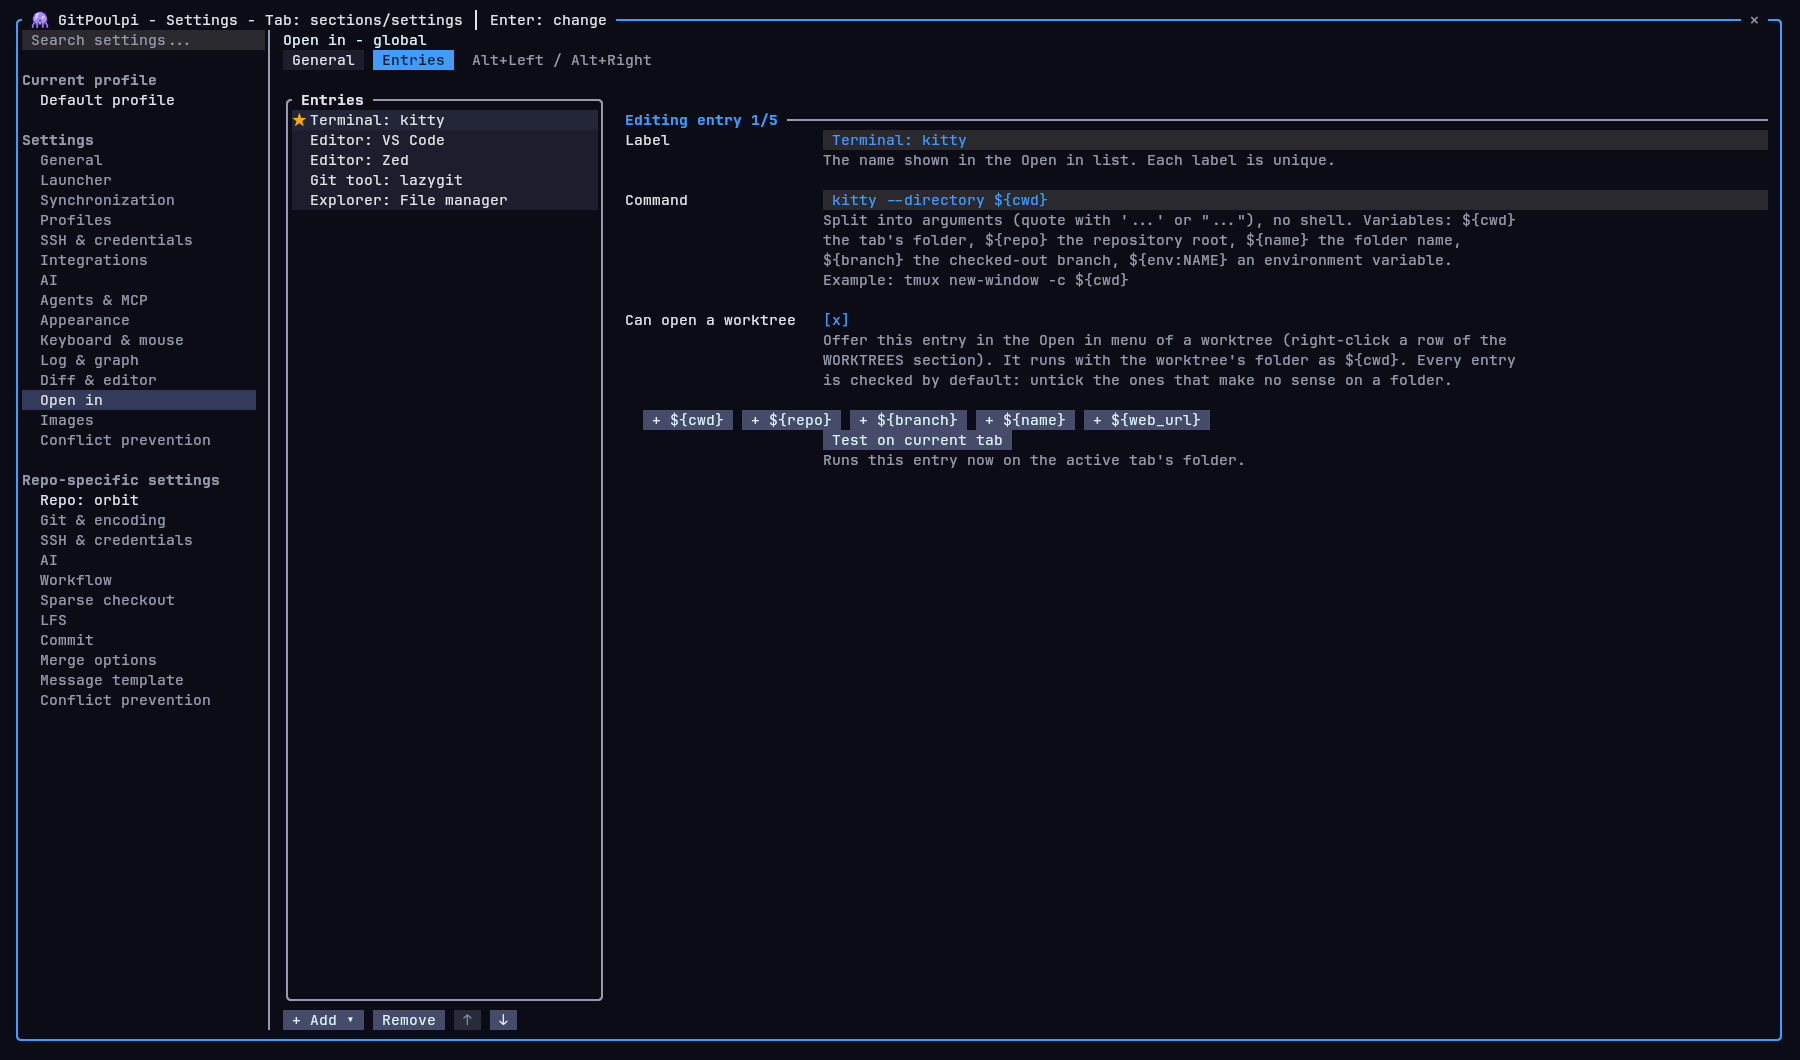 GitPoulpi - Settings - Tab: sections/settings │ Enter: change ×
Search settings...
Current profile
Default profile
Settings
General
Launcher
Synchronization
Profiles
SSH & credentials
Integrations
AI
Agents & MCP
Appearance
Keyboard & mouse
Log & graph
Diff & editor
Open in
Images
Conflict prevention
Repo-specific settings
Repo: orbit
Git & encoding
SSH & credentials
AI
Workflow
Sparse checkout
LFS
Commit
Merge options
Message template
Conflict prevention
Open in - global
General Entries Alt+Left / Alt+Right
Entries
★ Terminal: kitty
Editor: VS Code
Editor: Zed
Git tool: lazygit
Explorer: File manager
+ Add ▾ Remove ↑ ↓
Editing entry 1/5
Label Terminal: kitty
The name shown in the Open in list. Each label is unique.
Command kitty --directory ${cwd}
Split into arguments (quote with '...' or "..."), no shell. Variables: ${cwd}
the tab's folder, ${repo} the repository root, ${name} the folder name,
${branch} the checked-out branch, ${env:NAME} an environment variable.
Example: tmux new-window -c ${cwd}
Can open a worktree [x]
Offer this entry in the Open in menu of a worktree (right-click a row of the
WORKTREES section). It runs with the worktree's folder as ${cwd}. Every entry
is checked by default: untick the ones that make no sense on a folder.
+ ${cwd} + ${repo} + ${branch} + ${name} + ${web_url}
Test on current tab
Runs this entry now on the active tab's folder.